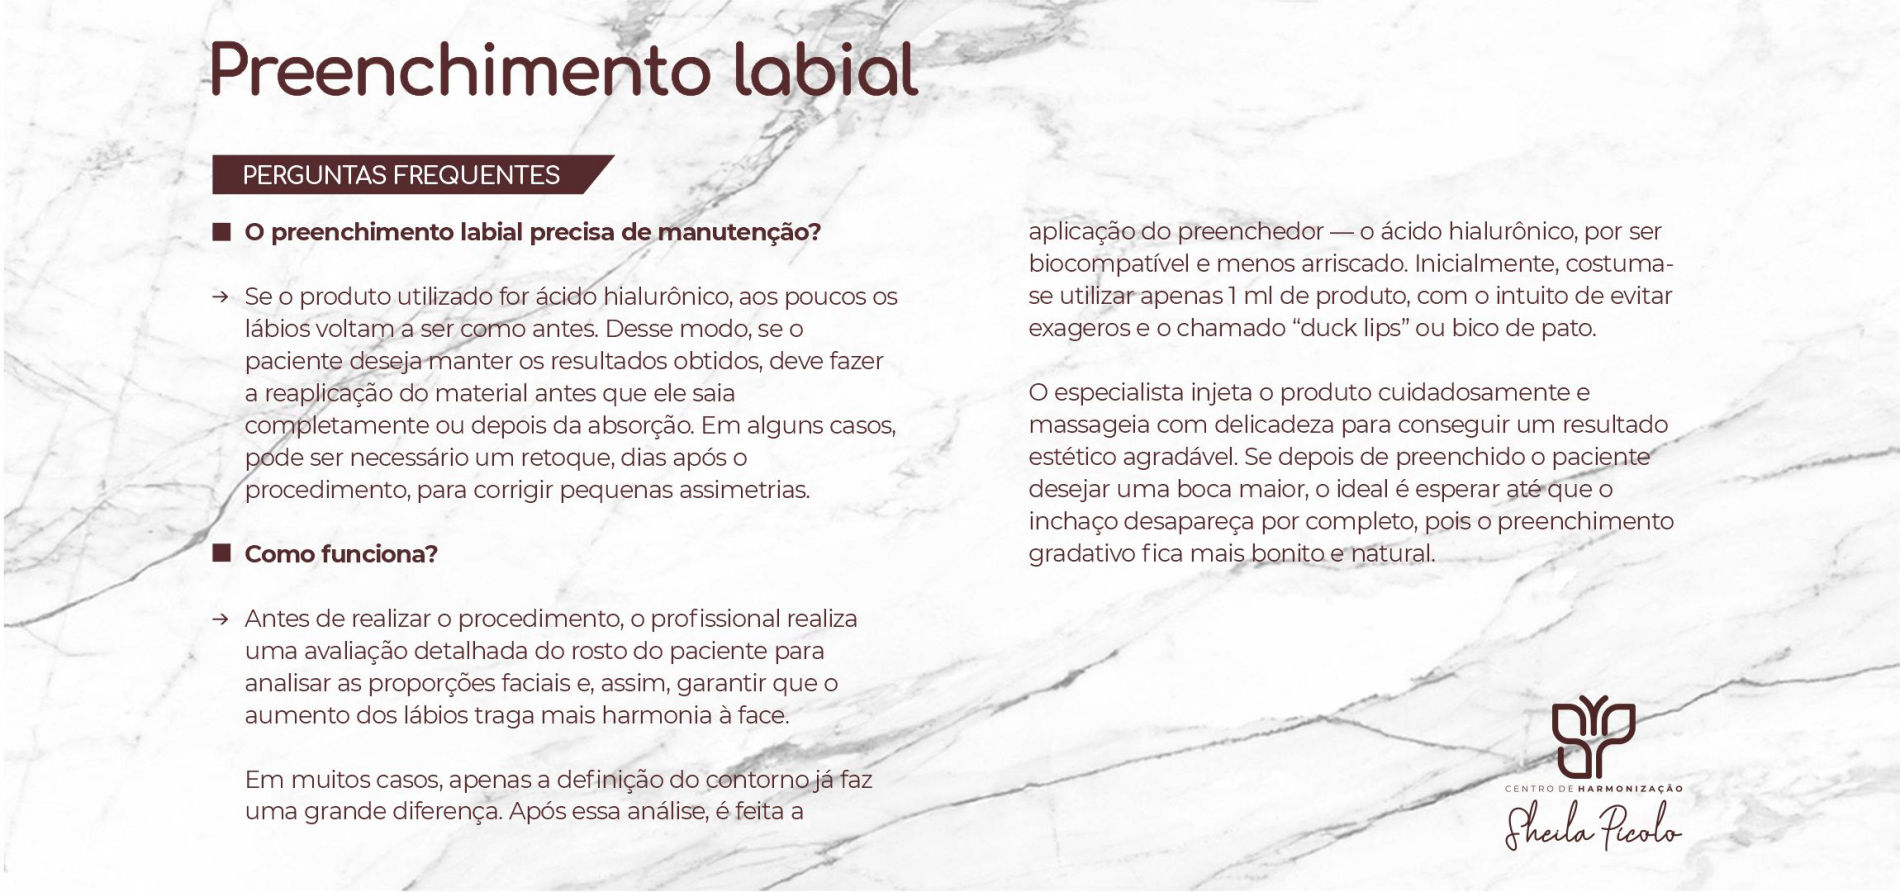 Preenchimento labial
PERGUNTAS FREQUENTES
■ O preenchimento labial precisa de manutenção?
→ Se o produto utilizado for ácido hialurônico, aos poucos os
lábios voltam a ser como antes. Desse modo, se o
paciente deseja manter os resultados obtidos, deve fazer
a reaplicação do material antes que ele saia
completamente ou depois da absorção. Em alguns casos,
pode ser necessário um retoque, dias após o
procedimento, para corrigir pequenas assimetrias.
■ Como funciona?
→ Antes de realizar o procedimento, o profissional realiza
uma avaliação detalhada do rosto do paciente para
analisar as proporções faciais e, assim, garantir que o
aumento dos lábios traga mais harmonia à face.
Em muitos casos, apenas a definição do contorno já faz
uma grande diferença. Após essa análise, é feita a
aplicação do preenchedor — o ácido hialurônico, por ser
biocompatível e menos arriscado. Inicialmente, costuma-
se utilizar apenas 1 ml de produto, com o intuito de evitar
exageros e o chamado “duck lips” ou bico de pato.
O especialista injeta o produto cuidadosamente e
massageia com delicadeza para conseguir um resultado
estético agradável. Se depois de preenchido o paciente
desejar uma boca maior, o ideal é esperar até que o
inchaço desapareça por completo, pois o preenchimento
gradativo fica mais bonito e natural.
CENTRO DE HARMONIZAÇÃO
Sheila Picolo